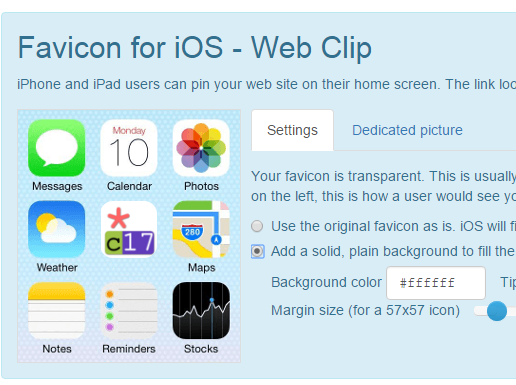 Favicon for iOS - Web Clip
iPhone and iPad users can pin your web site on their home screen. The link loo
Settings
Dedicated picture
Your favicon is transparent. This is usually
on the left, this is how a user would see yo
Use the original favicon as is. iOS will fi
Add a solid, plain background to fill the
Background color #ffffff Tip
Margin size (for a 57x57 icon)
Monday
10
Messages Calendar Photos
* c17
280
Weather Maps
Notes Reminders Stocks